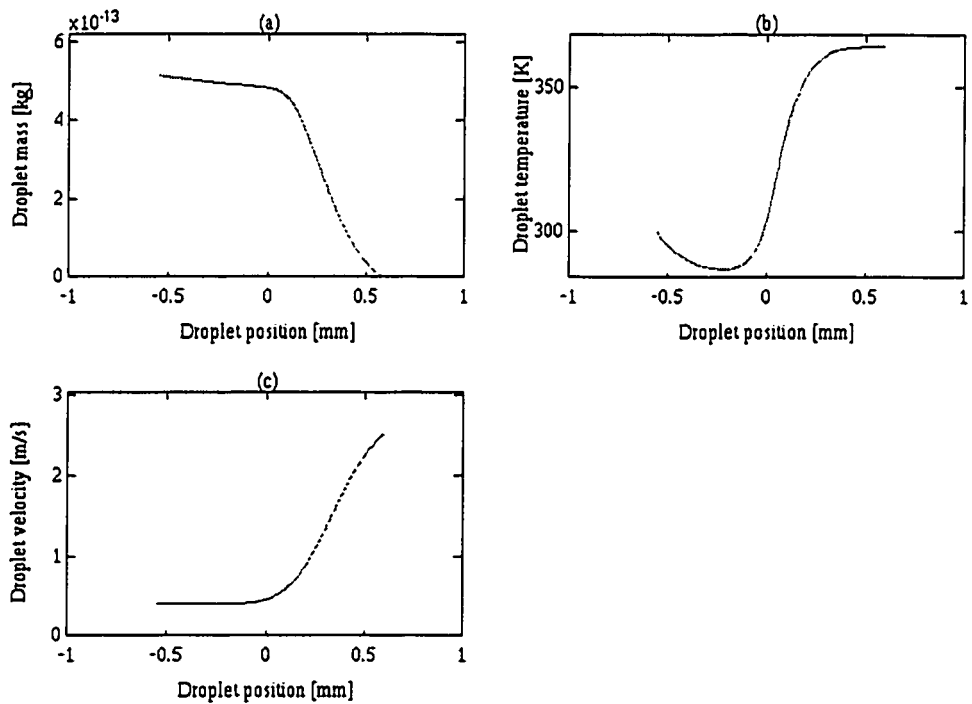 ×10⁻¹³
(a)
6
4
2
0
-1
-0.5
0
0.5
1
Droplet mass [kg]
Droplet position [mm]
(b)
350
300
-1
-0.5
0
0.5
1
Droplet temperature [K]
Droplet position [mm]
(c)
3
2
1
0
-1
-0.5
0
0.5
1
Droplet velocity [m/s]
Droplet position [mm]